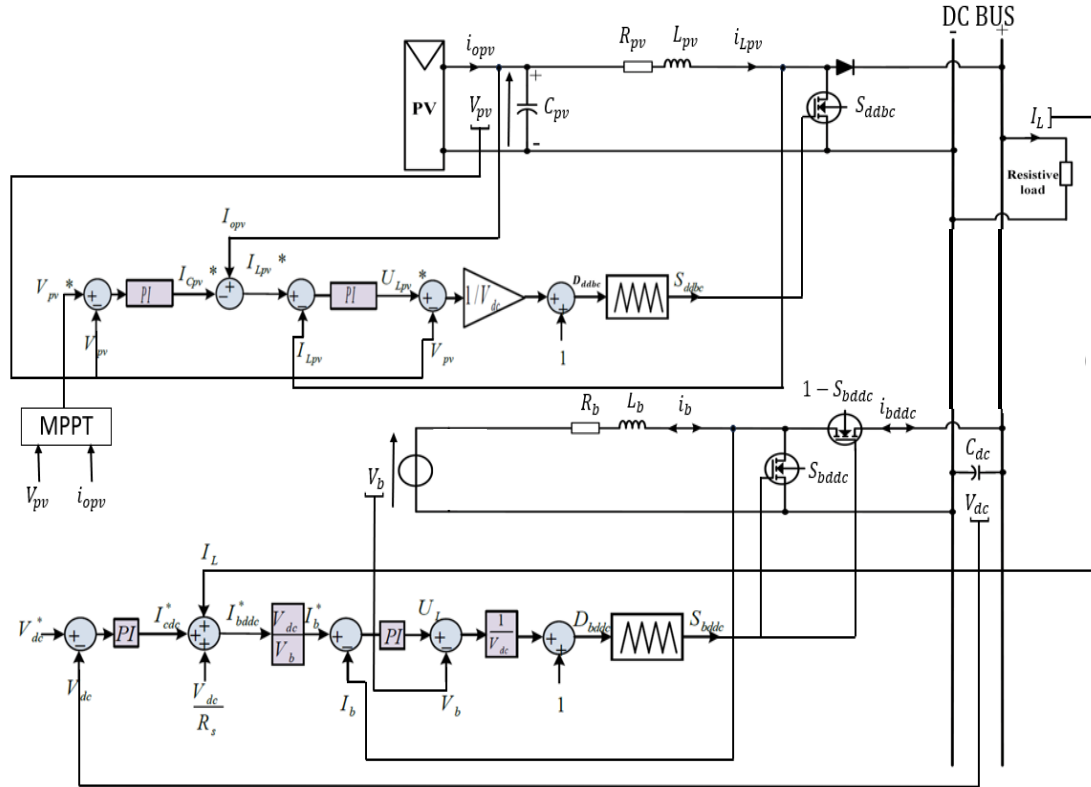 DC BUS
- +
i_opv R_pv L_pv i_Lpv
PV V_pv + C_pv - S_ddbc
I_L
Resistive
load
I_opv
V_pv * + - PI I_Cpv * - I_Lpv * + - PI U_Lpv * + - 1/V_dc + + D_ddbc S_ddbc
V_pv I_Lpv V_pv 1
MPPT
V_pv i_opv
R_b L_b i_b 1 − S_bddc i_bddc
V_b S_bddc C_dc
V_dc
I_L
V_dc^* + - PI I_cdc^* + + + I_bddc^* V_dc/V_b I_b^* + - PI U_L + - 1/V_dc + + D_bddc S_bddc
V_dc V_dc/R_s I_b V_b 1